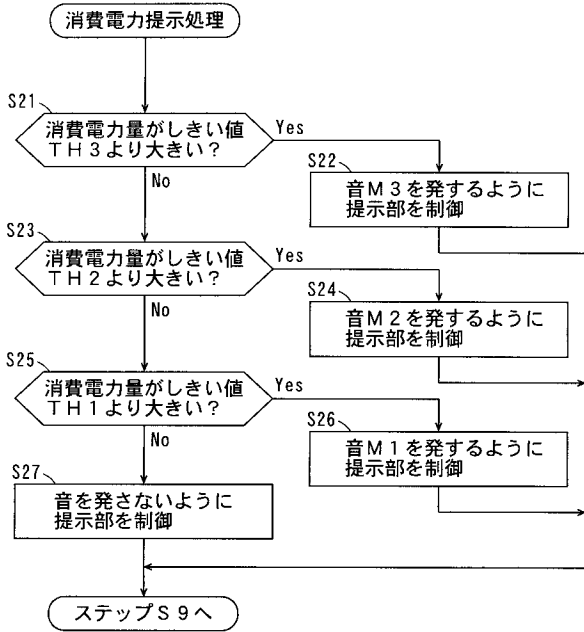 消費電力提示処理
S21
消費電力量がしきい値
TH3より大きい?
Yes
No
S22
音M3を発するように
提示部を制御
S23
消費電力量がしきい値
TH2より大きい?
Yes
No
S24
音M2を発するように
提示部を制御
S25
消費電力量がしきい値
TH1より大きい?
Yes
No
S26
音M1を発するように
提示部を制御
S27
音を発さないように
提示部を制御
ステップS9へ